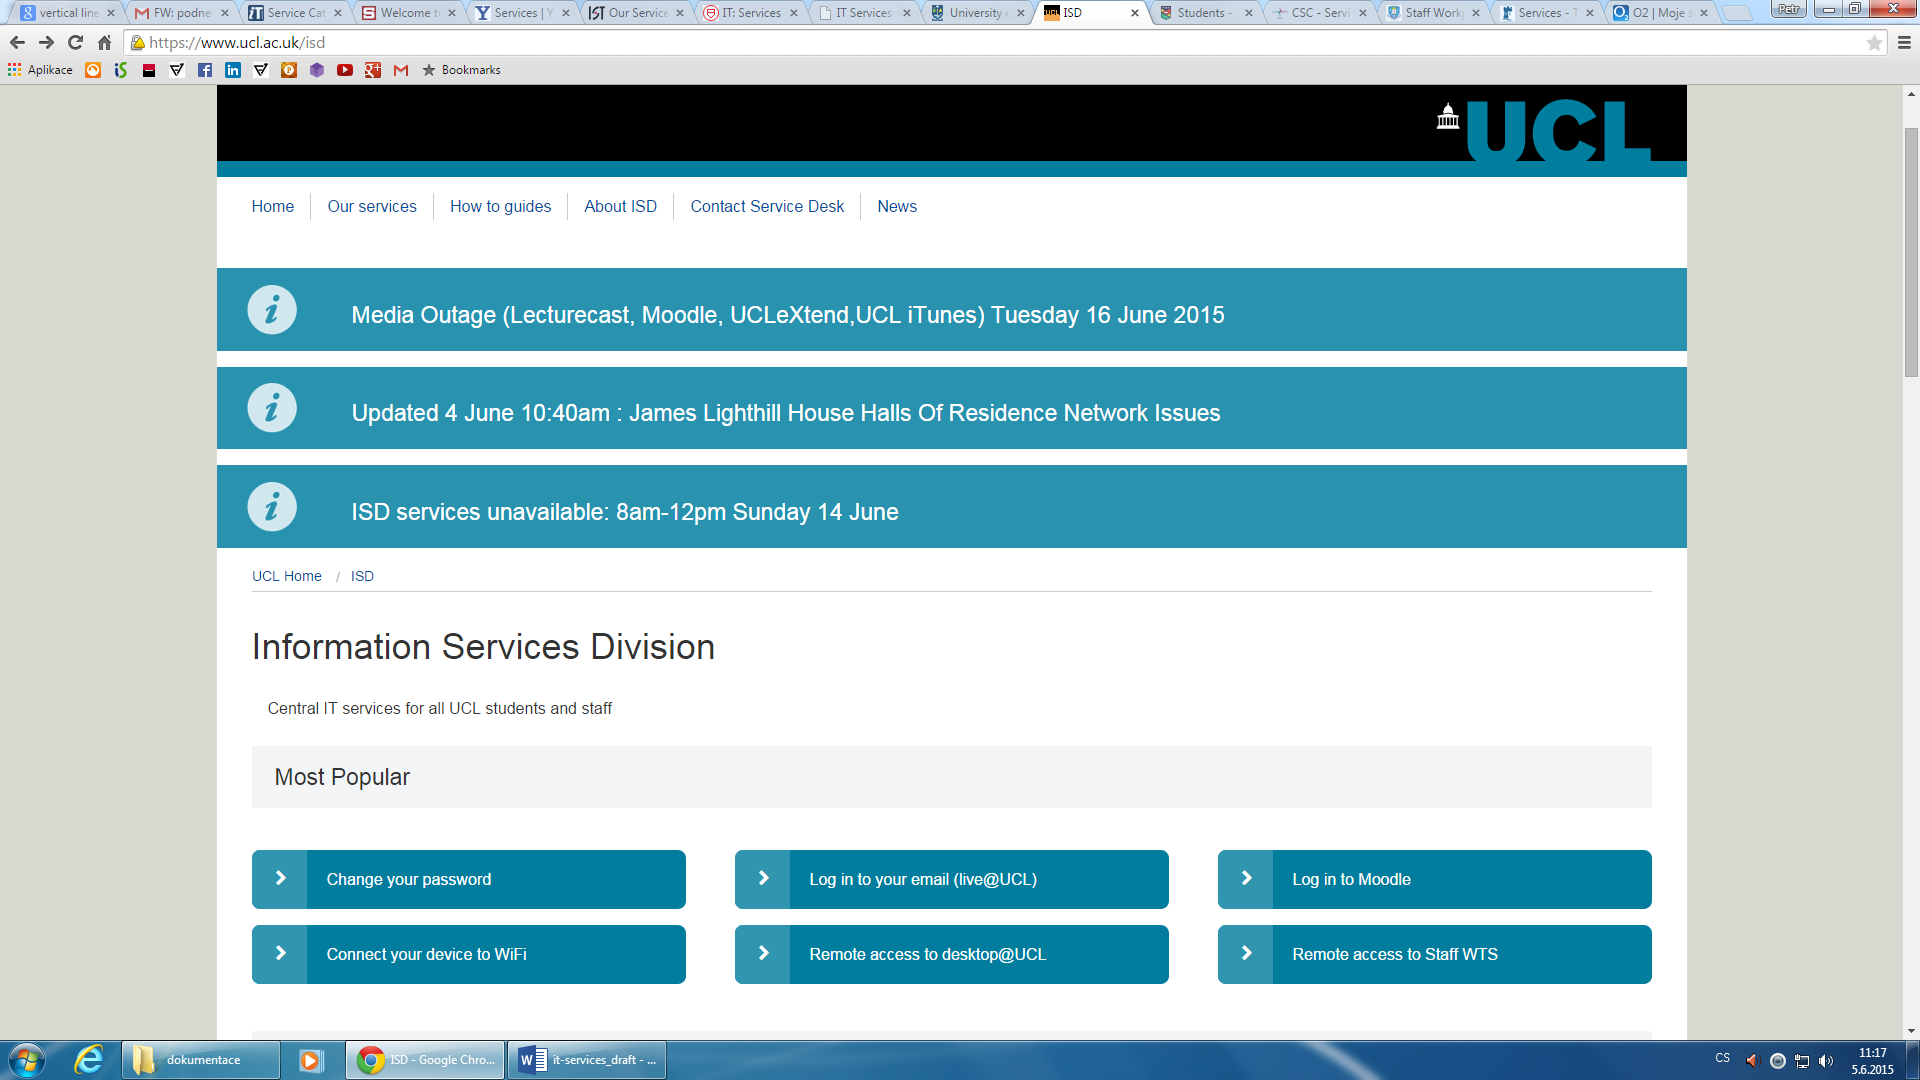 vertical line
FW: podne
Service Cat
Welcome to
Services | Y
Our Service
IT: Services
IT Services
University o
ISD
Students -
CSC - Servi
Staff Work
Services - T
O2 | Moje
Petr
https://www.ucl.ac.uk/isd
Aplikace
Bookmarks
UCL
Home
Our services
How to guides
About ISD
Contact Service Desk
News
Media Outage (Lecturecast, Moodle, UCLeXtend,UCL iTunes) Tuesday 16 June 2015
Updated 4 June 10:40am : James Lighthill House Halls Of Residence Network Issues
ISD services unavailable: 8am-12pm Sunday 14 June
UCL Home / ISD
Information Services Division
Central IT services for all UCL students and staff
Most Popular
Change your password
Log in to your email (live@UCL)
Log in to Moodle
Connect your device to WiFi
Remote access to desktop@UCL
Remote access to Staff WTS
dokumentace
ISD - Google Chro...
it-services_draft - ...
CS
11:17
5.6.2015